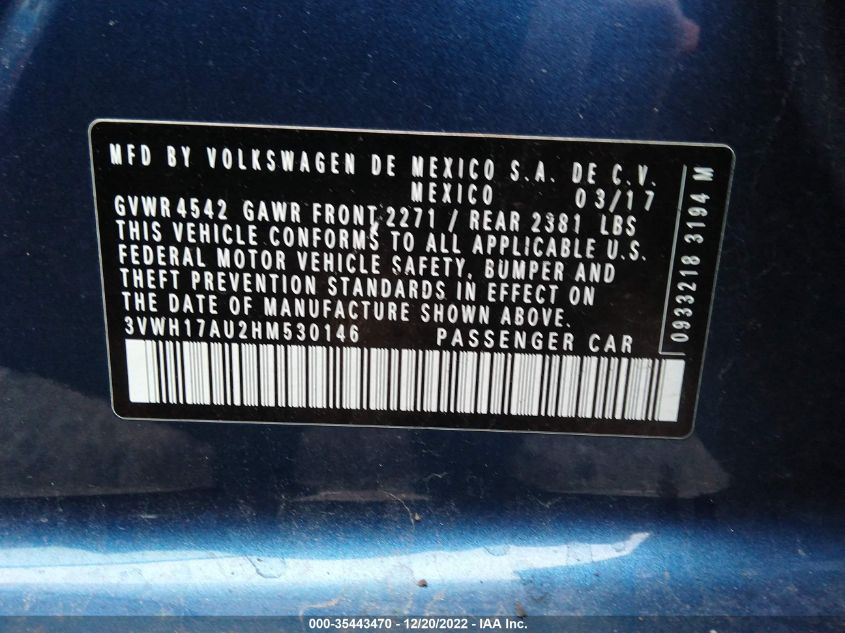 MFD BY VOLKSWAGEN DE MEXICO S.A. DE C.V.
MEXICO 03/17
GVWR 4542 GAWR FRONT 2271 / REAR 2381 LBS
THIS VEHICLE CONFORMS TO ALL APPLICABLE U.S.
FEDERAL MOTOR VEHICLE SAFETY, BUMPER AND
THEFT PREVENTION STANDARDS IN EFFECT ON
THE DATE OF MANUFACTURE SHOWN ABOVE.
3VWH17AU2HM530146 PASSENGER CAR
0933218 3194 M
000-35443470 - 12/20/2022 - IAA Inc.